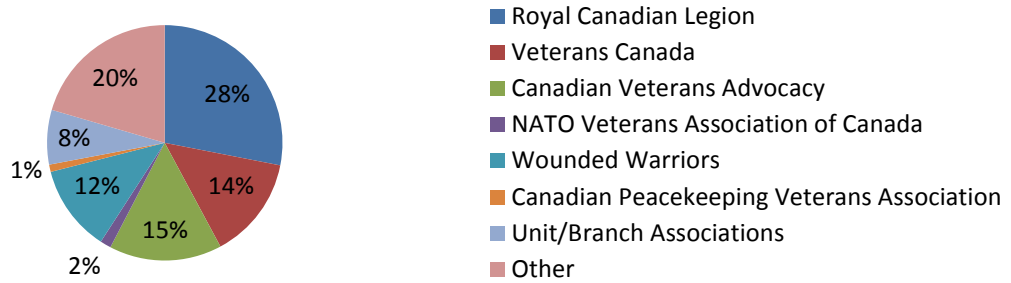 28%
14%
15%
2%
12%
1%
8%
20%
Royal Canadian Legion
Veterans Canada
Canadian Veterans Advocacy
NATO Veterans Association of Canada
Wounded Warriors
Canadian Peacekeeping Veterans Association
Unit/Branch Associations
Other